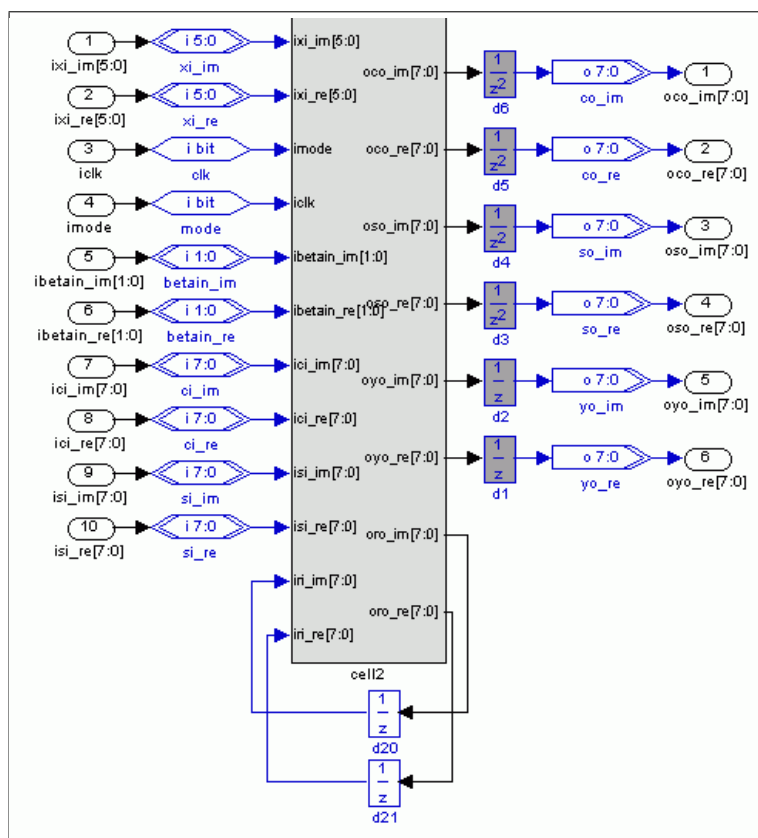 1
i 5:0
ixi_im[5:0]
ixi_im[5:0]
xi_im
2
i 5:0
ixi_re[5:0]
ixi_re[5:0]
xi_re
3
i bit
imode
iclk
clk
4
i bit
iclk
imode
mode
5
i 1:0
ibetain_im[1:0]
ibetain_im[1:0]
betain_im
6
i 1:0
ibetain_re[1:0]
ibetain_re[1:0]
betain_re
7
i 7:0
ici_im[7:0]
ici_im[7:0]
ci_im
8
i 7:0
ici_re[7:0]
ici_re[7:0]
ci_re
9
i 7:0
isi_im[7:0]
isi_im[7:0]
si_im
10
i 7:0
isi_re[7:0]
isi_re[7:0]
si_re
iri_im[7:0]
iri_re[7:0]
oco_im[7:0]
1
z2
d6
o 7:0
co_im
1
oco_im[7:0]
oco_re[7:0]
1
z2
d5
o 7:0
co_re
2
oco_re[7:0]
oso_im[7:0]
1
z2
d4
o 7:0
so_im
3
oso_im[7:0]
oso_re[7:0]
1
z2
d3
o 7:0
so_re
4
oso_re[7:0]
oyo_im[7:0]
1
z
d2
o 7:0
yo_im
5
oyo_im[7:0]
oyo_re[7:0]
1
z
d1
o 7:0
yo_re
6
oyo_re[7:0]
oro_im[7:0]
oro_re[7:0]
cell2
1
z
d20
1
z
d21